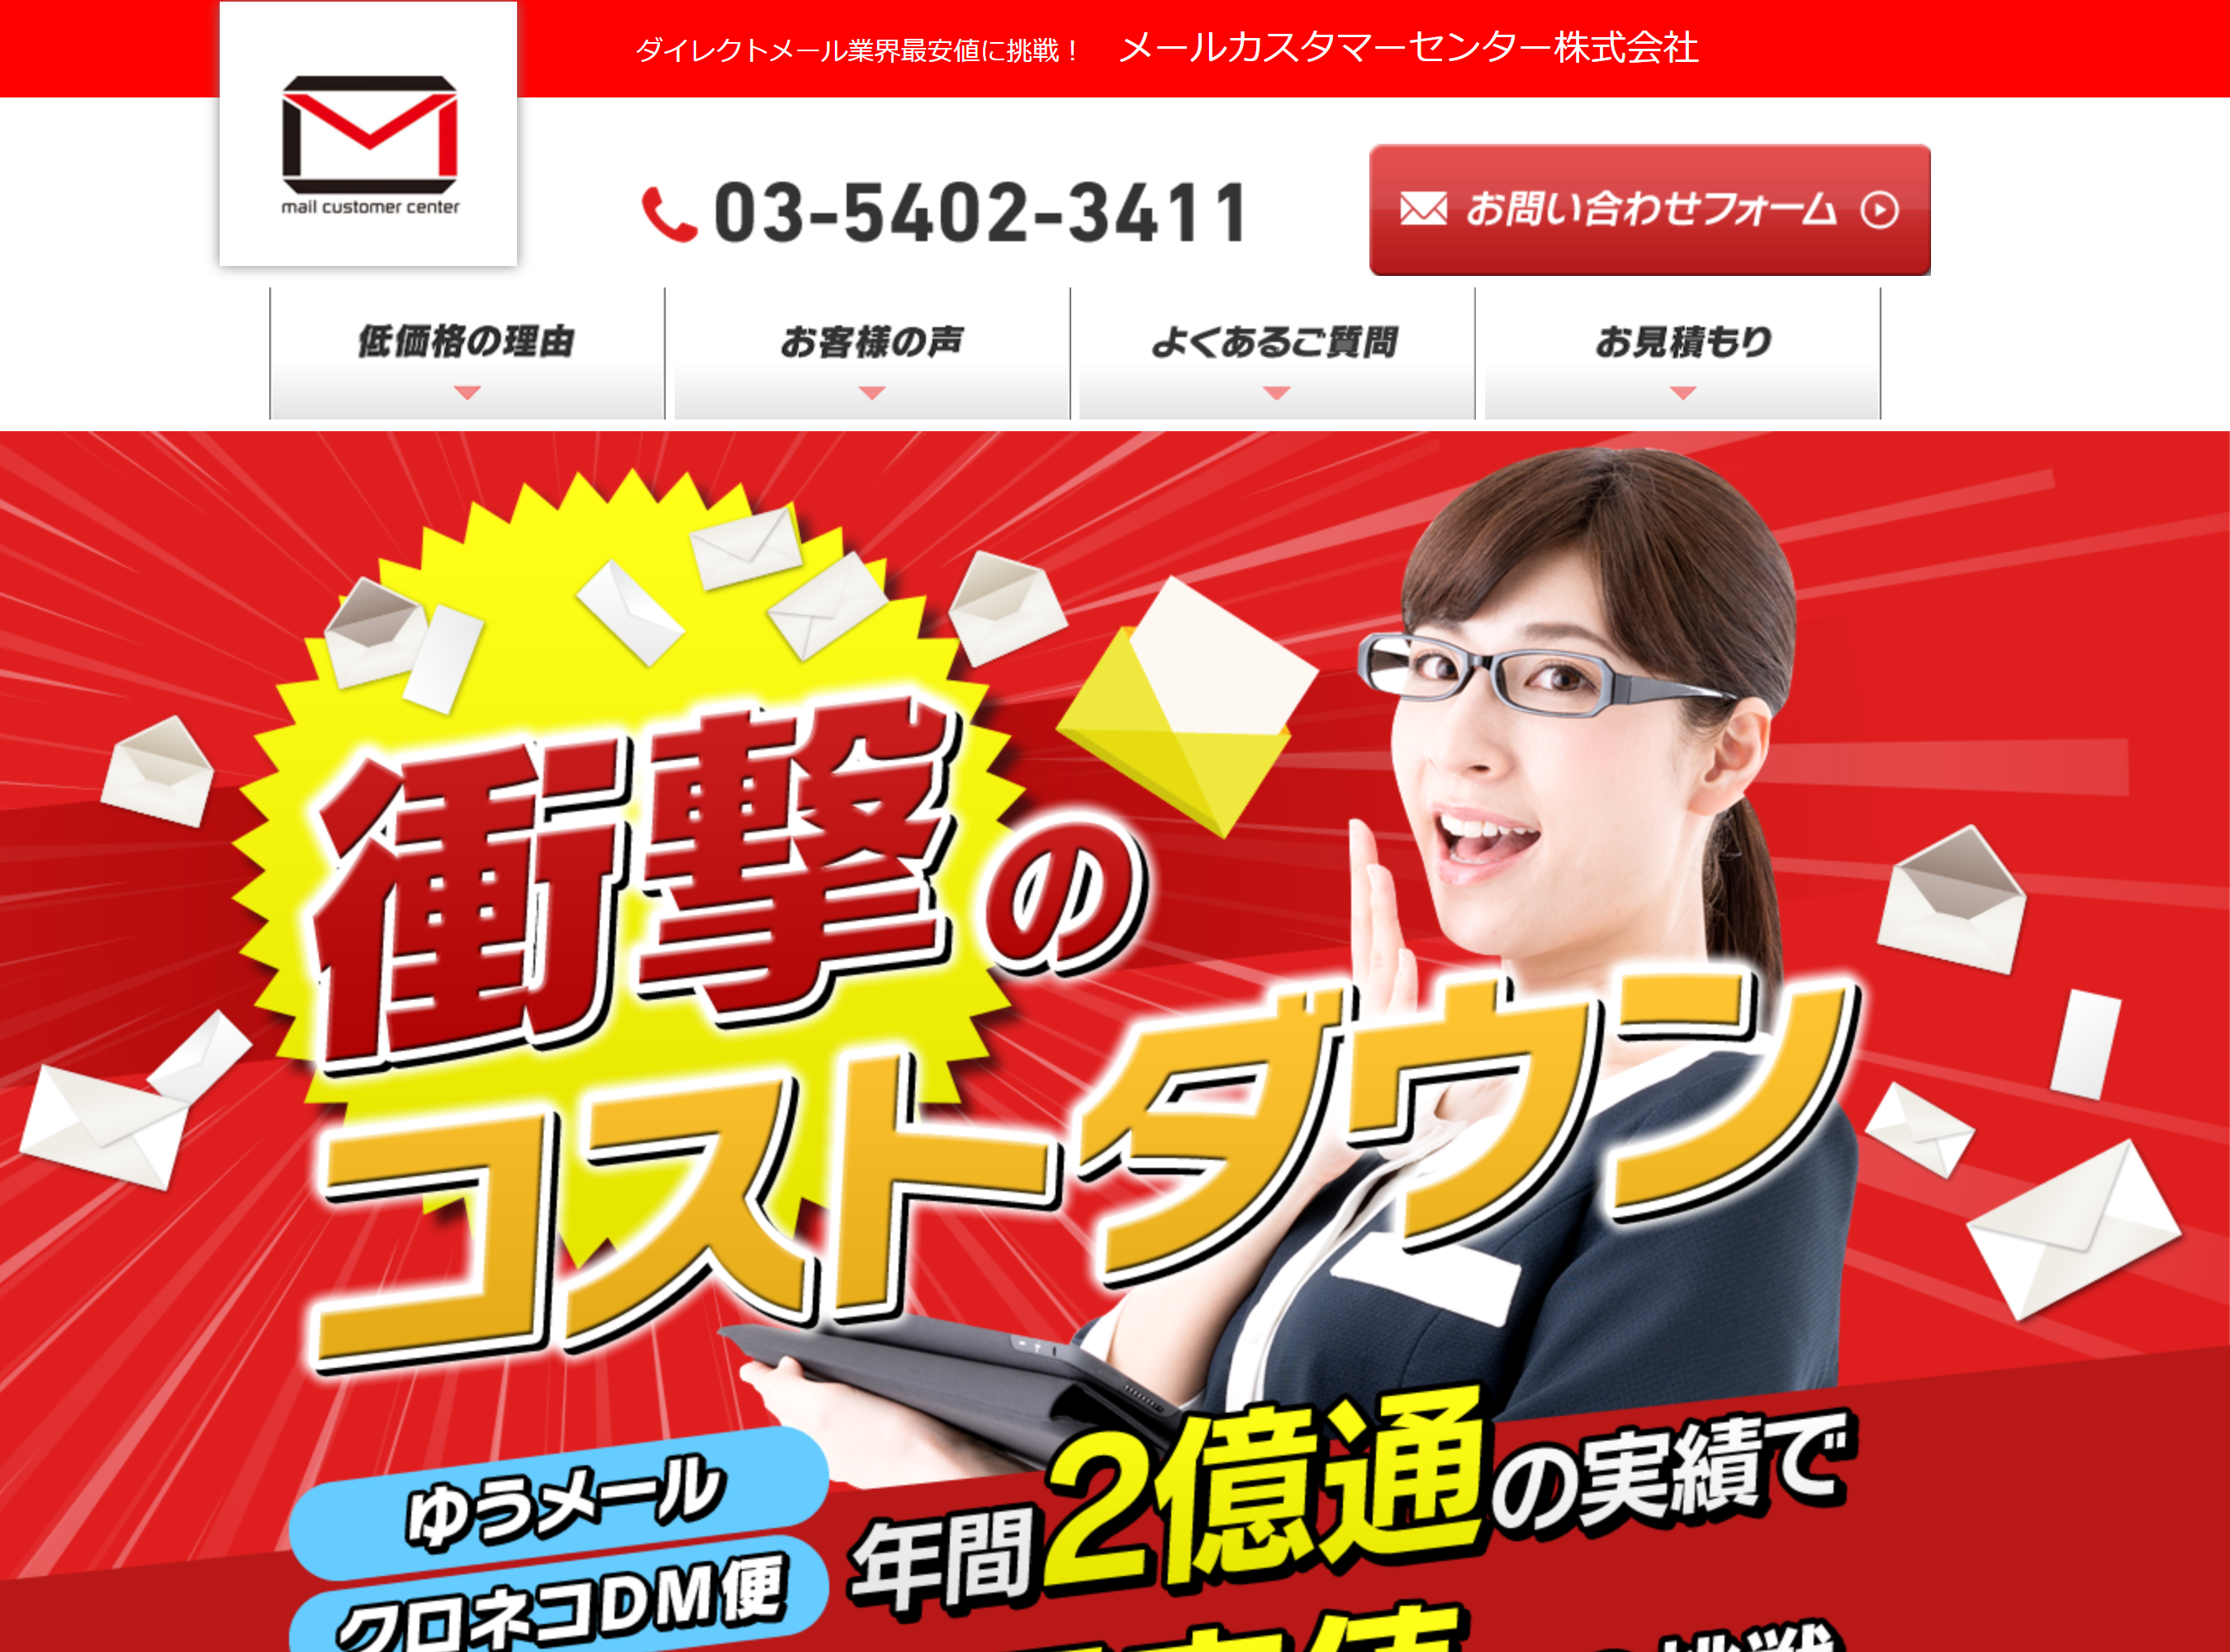 ダイレクトメール業界最安値に挑戦！　メールカスタマーセンター株式会社
mail customer center
03-5402-3411
お問い合わせフォーム
低価格の理由
お客様の声
よくあるご質問
お見積もり
衝撃の
コストダウン
ゆうメール
クロネコDM便
年間2億通の実績で